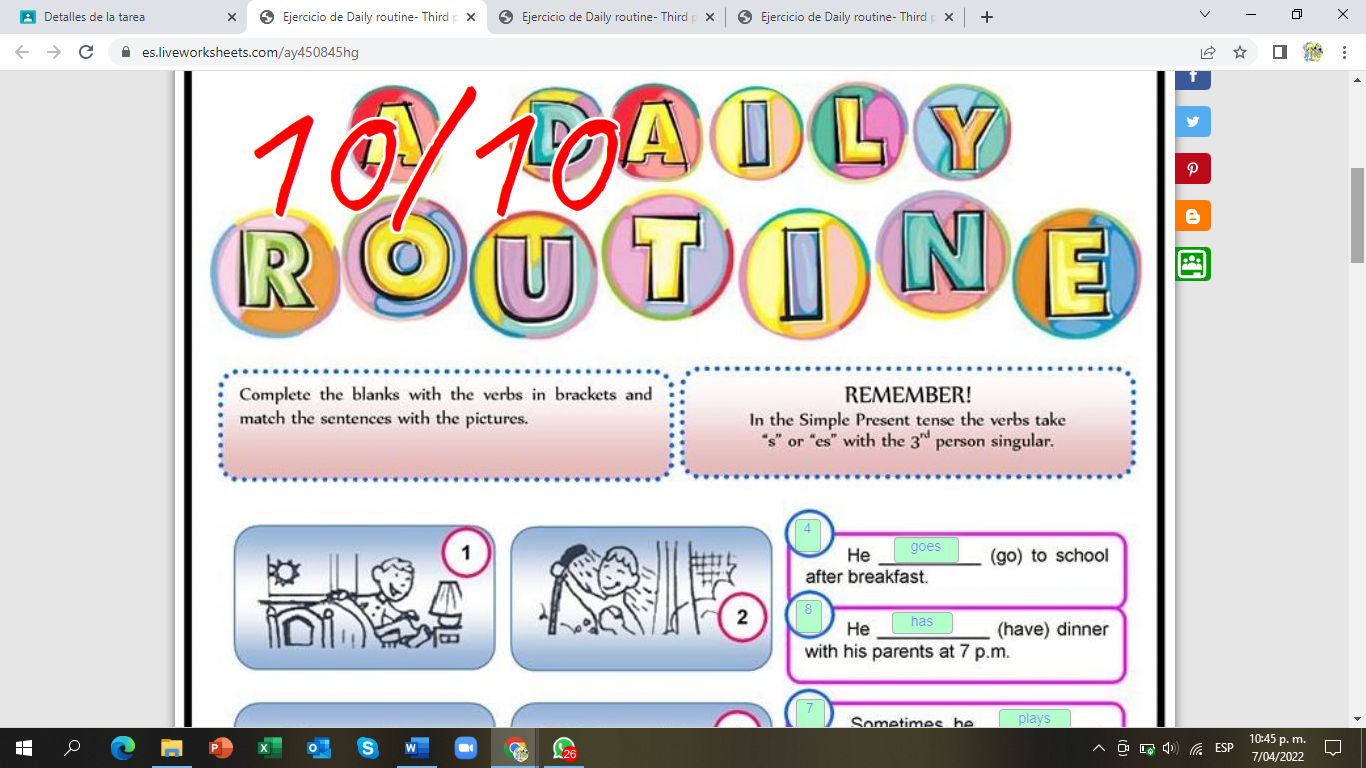 Detalles de la tarea
Ejercicio de Daily routine- Third p
Ejercicio de Daily routine- Third p
Ejercicio de Daily routine- Third p
es.liveworksheets.com/ay450845hg
10/10
A DAILY
ROUTINE
Complete the blanks with the verbs in brackets and
match the sentences with the pictures.
REMEMBER!
In the Simple Present tense the verbs take
“s” or “es” with the 3rd person singular.
1
2
4
He goes (go) to school
after breakfast.
8
He has (have) dinner
with his parents at 7 p.m.
7
Sometimes he plays
26
ESP
10:45 p. m.
7/04/2022